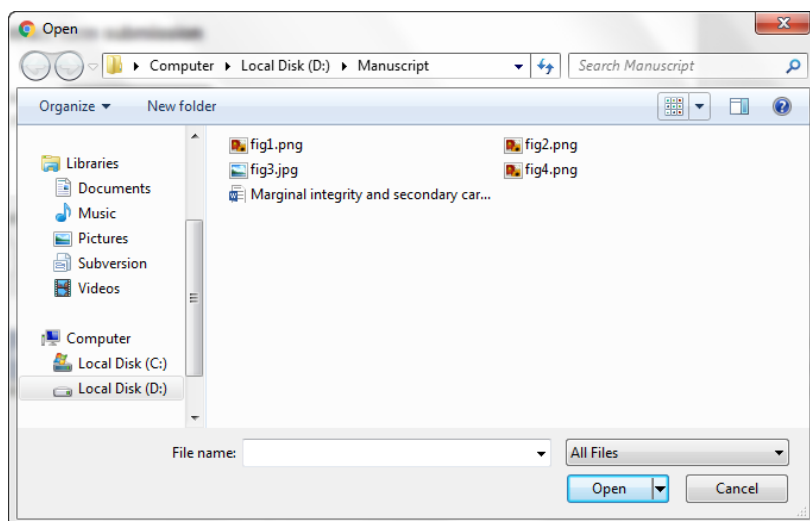 Open
submission
Computer Local Disk (D:) Manuscript
Search Manuscript
Organize New folder
Libraries
Documents
Music
Pictures
Subversion
Videos
Computer
Local Disk (C:)
Local Disk (D:)
fig1.png
fig2.png
fig3.jpg
fig4.png
Marginal integrity and secondary car...
File name:
All Files
Open
Cancel